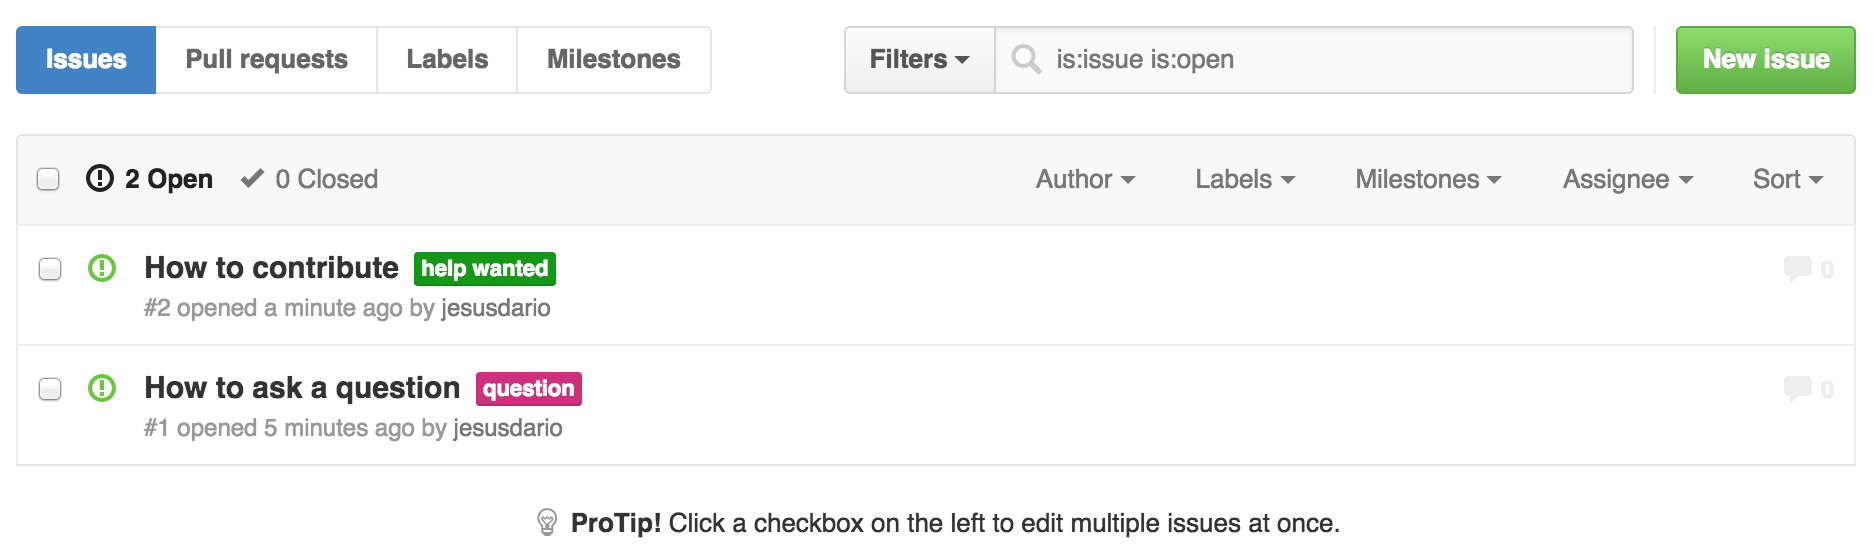 Issues Pull requests Labels Milestones Filters is:issue is:open New issue
2 Open 0 Closed Author Labels Milestones Assignee Sort
How to contribute help wanted 0
#2 opened a minute ago by jesusdario
How to ask a question question 0
#1 opened 5 minutes ago by jesusdario
ProTip! Click a checkbox on the left to edit multiple issues at once.